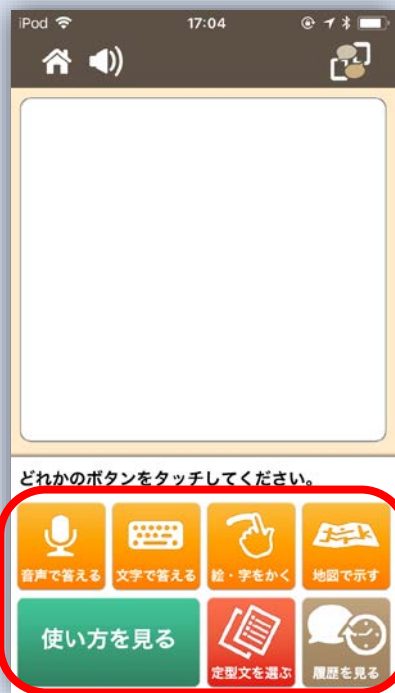 iPod 17:04
どれかのボタンをタッチしてください。
音声で答える 文字で答える 絵・字をかく 地図で示す
使い方を見る 定型文を選ぶ 履歴を見る